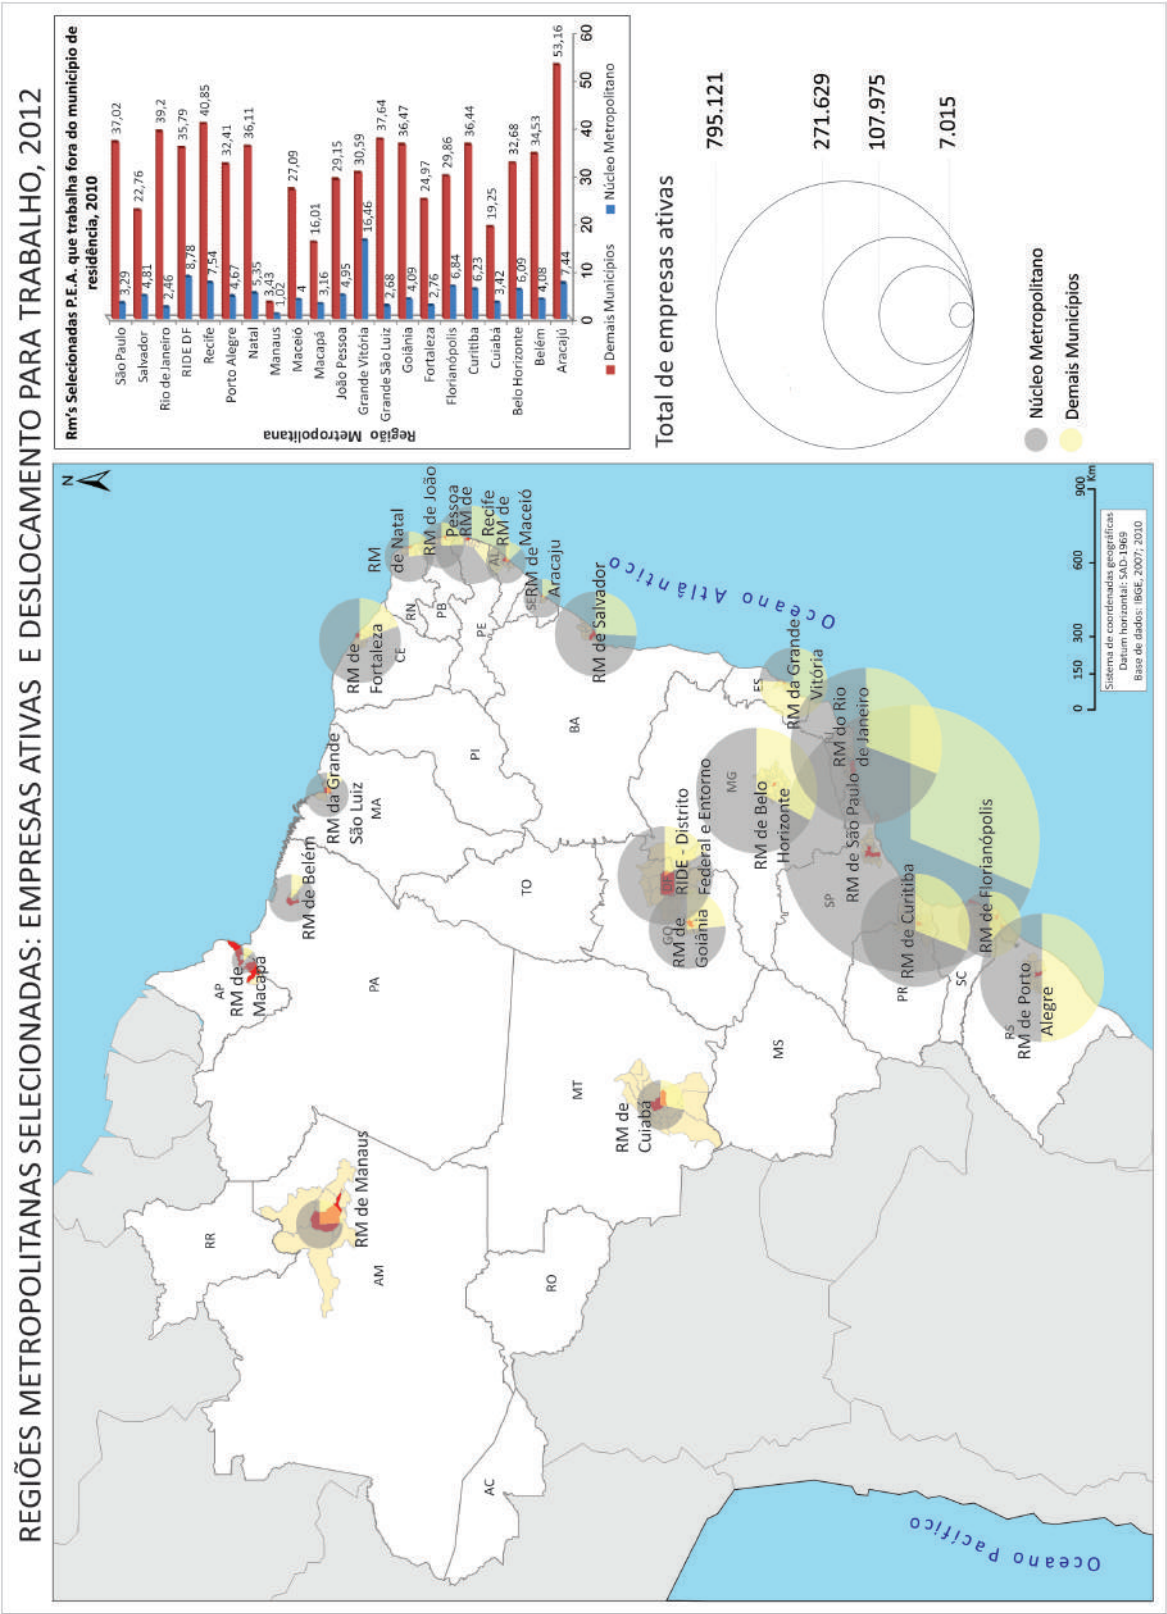 REGIÕES METROPOLITANAS SELECIONADAS: EMPRESAS ATIVAS E DESLOCAMENTO PARA TRABALHO, 2012
N
RR
AP
AM
PA
AC
RO
MT
TO
MA
PI
CE
RN
PB
PE
AL
SE
BA
GO
DF
MG
ES
MS
SP
RJ
PR
SC
RS
RM de Manaus
RM de
Macapá
RM de Belém
RM da Grande
São Luiz
RM de
Fortaleza
RM
de Natal
RM de João
Pessoa
RM de
Recife
RM de
Maceió
RM de
Aracaju
RM de Salvador
RM de
Cuiabá
RM de
Goiânia
RIDE - Distrito
Federal e Entorno
RM de Belo
Horizonte
RM da Grande
Vitória
RM do Rio
de Janeiro
RM de São Paulo
RM de Curitiba
RM de Florianópolis
RM de Porto
Alegre
Oceano Atlântico
Oceano Pacífico
0 150 300 600 900
Km
Sistema de coordenadas geográficas
Datum horizontal: SAD-1969
Base de dados: IBGE, 2007; 2010
Rm's Selecionadas P.E.A. que trabalha fora do município de
residência, 2010
Região Metropolitana
São Paulo 37,02 3,29
Salvador 22,76 4,81
Rio de Janeiro 39,2 2,46
RIDE DF 35,79 8,78
Recife 40,85 7,54
Porto Alegre 32,41 4,67
Natal 36,11 5,35
Manaus 3,43 1,02
Maceió 27,09 4
Macapá 16,01 3,16
João Pessoa 29,15 4,95
Grande Vitória 30,59 16,46
Grande São Luiz 37,64 2,68
Goiânia 36,47 4,09
Fortaleza 24,97 2,76
Florianópolis 29,86 6,84
Curitiba 36,44 6,23
Cuiabá 19,25 3,42
Belo Horizonte 32,68 6,09
Belém 34,53 4,08
Aracajú 53,16 7,44
0 10 20 30 40 50 60
Demais Municípios Núcleo Metropolitano
Total de empresas ativas
795.121
271.629
107.975
7.015
Núcleo Metropolitano
Demais Municípios